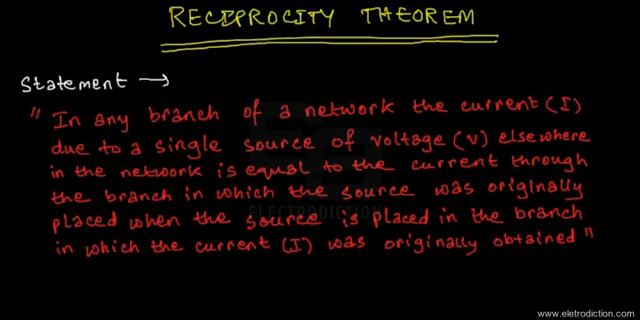 RECIPROCITY THEOREM
Statement →
" In any branch of a network the current (I)
due to a single source of voltage (v) elsewhere
in the network is equal to the current through
the branch in which the source was originally
placed when the source is placed in the branch
in which the current (I) was originally obtained "
ELECTRODICTION
www.eletrodiction.com